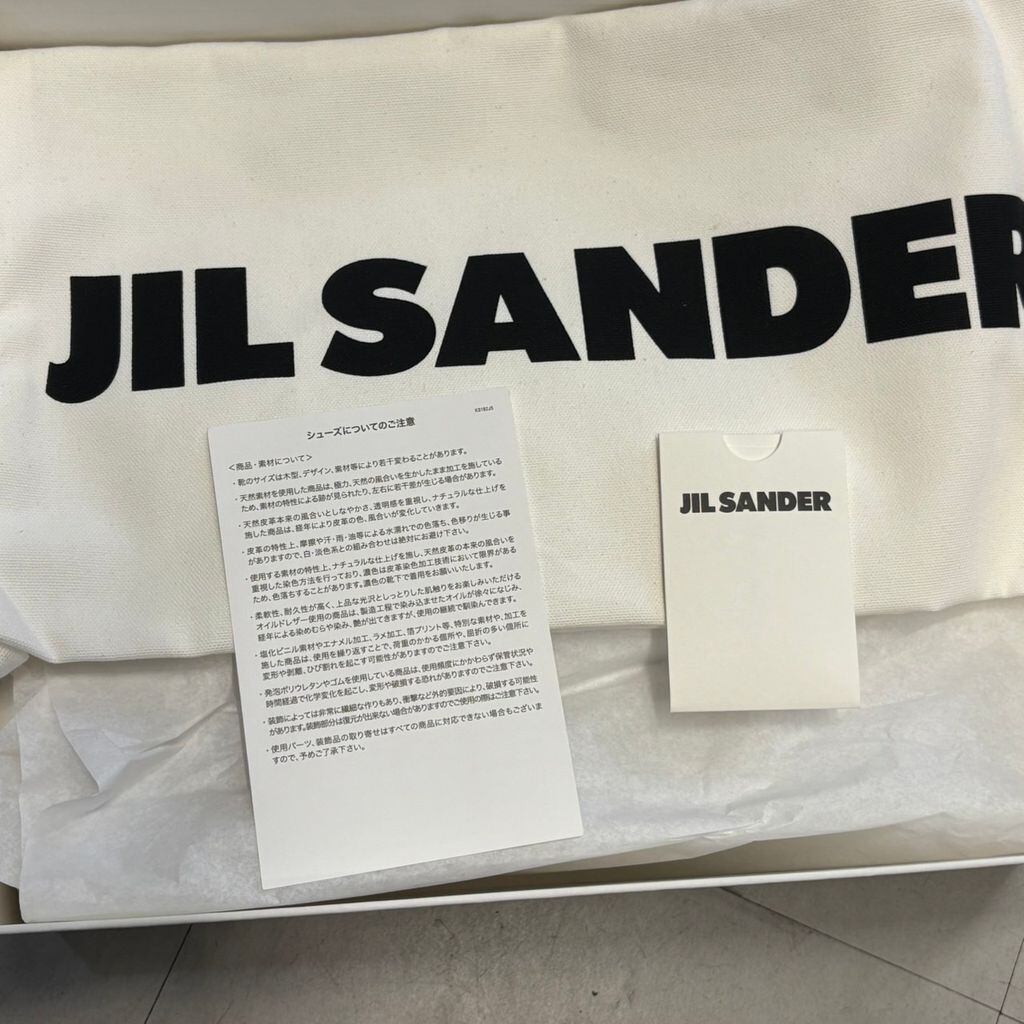 JIL SANDER
シューズについてのご注意
＜商品・素材について＞
・靴のサイズは木型、デザイン、素材等により若干変わることがあります。
・天然素材を使用した商品は、極力、天然の風合いを生かしたまま加工を施している
ため、素材の特性による跡が見られたり、左右に若干差が生じる場合があります。
・天然皮革本来の風合いとしなやかさ、透明感を重視し、ナチュラルな仕上げを
施した商品は、経年により皮革の色、風合いが変化していきます。
・皮革の特性上、摩擦や汗・雨・油等による水濡れでの色落ち、色移りが生じる事
がありますので、白・淡色系との組み合わせは絶対にお避け下さい。
・使用する素材の特性上、ナチュラルな仕上げを施し、天然皮革の本来の風合いを
重視した染色方法を行っており、濃色は皮革染色加工技術において限界がある
ため、色落ちすることがあります。濃色の靴下で着用をお願いいたします。
・柔軟性、耐久性が高く、上品な光沢としっとりした肌触りをお楽しみいただける
オイルドレザー使用の商品は、製造工程で染み込ませたオイルが徐々になじみ、
経年による染めむらや染み、艶が出てきますが、使用の継続で馴染んできます。
・塩化ビニル素材やエナメル加工、ラメ加工、箔プリント等、特別な素材や、加工を
施した商品は、使用を繰り返すことで、荷重のかかる個所や、屈折の多い個所に
変形や剥離、ひび割れを起こす可能性がありますのでご注意下さい。
・発泡ポリウレタンやゴムを使用している商品は、使用頻度にかかわらず保管状況や
時間経過で化学変化を起こし、変形や破損する恐れがありますのでご注意下さい。
・装飾によっては非常に繊細な作りもあり、衝撃など外的要因により、破損する可能性
があります。装飾部分は復元が出来ない場合がありますのでご使用の際はご注意下さい。
・使用パーツ、装飾品の取り寄せはすべての商品に対応できない場合もございま
すので、予めご了承下さい。
JIL SANDER